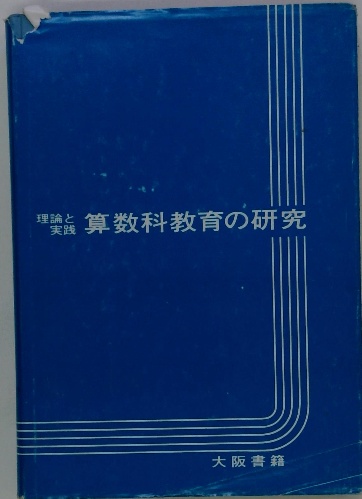 理論と
実践
算数科教育の研究
大阪書籍